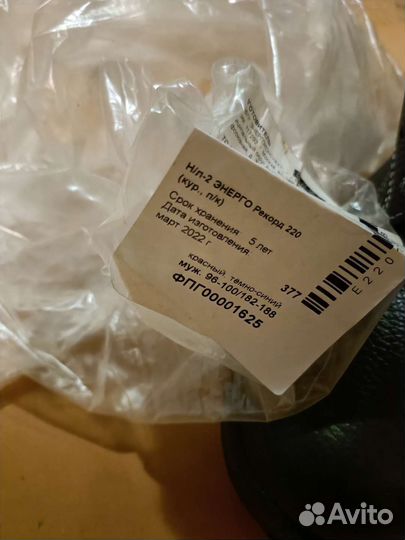 Н/л-2 ЭНЕРГО Рекорд 220
(кур., п/к)
Срок хранения 5 лет
Дата изготовления
март 2022 г.
377
красный темно-синий
муж. 96-100/182-188
ФПГ00001625
E220
Avito